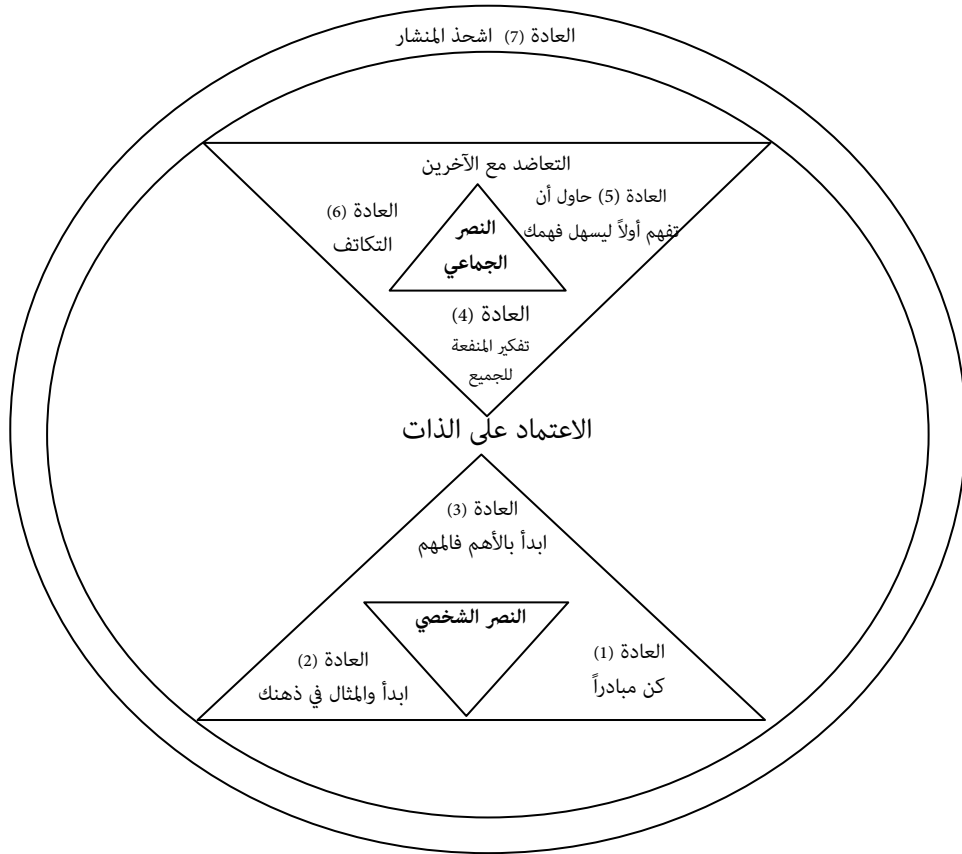 العادة (7) اشحذ المنشار
التعاضد مع الآخرين
العادة (5) حاول أن
تفهم أولاً ليسهل فهمك
العادة (6)
التكاتف
النصر
الجماعي
العادة (4)
تفكير المنفعة
للجميع
الاعتماد على الذات
العادة (3)
ابدأ بالأهم فالمهم
النصر الشخصي
العادة (1)
كن مبادراً
العادة (2)
ابدأ والمثال في ذهنك